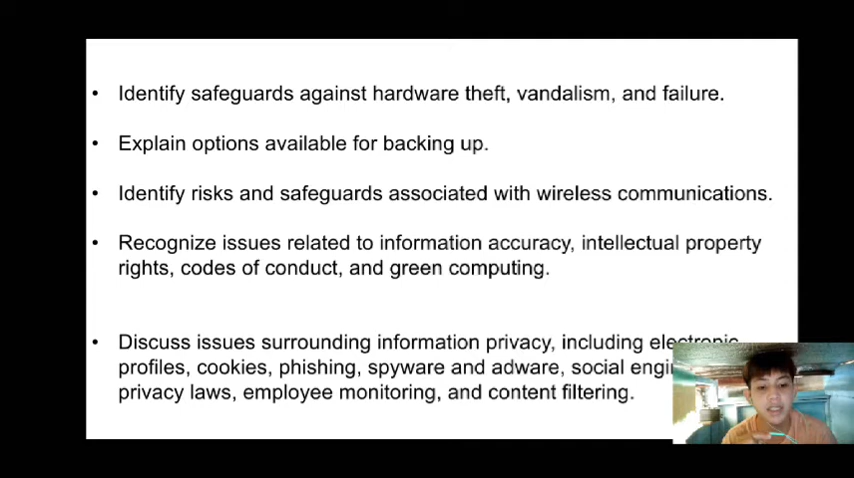 • Identify safeguards against hardware theft, vandalism, and failure.
• Explain options available for backing up.
• Identify risks and safeguards associated with wireless communications.
• Recognize issues related to information accuracy, intellectual property
rights, codes of conduct, and green computing.
• Discuss issues surrounding information privacy, including electronic
profiles, cookies, phishing, spyware and adware, social
privacy laws, employee monitoring, and content filtering.